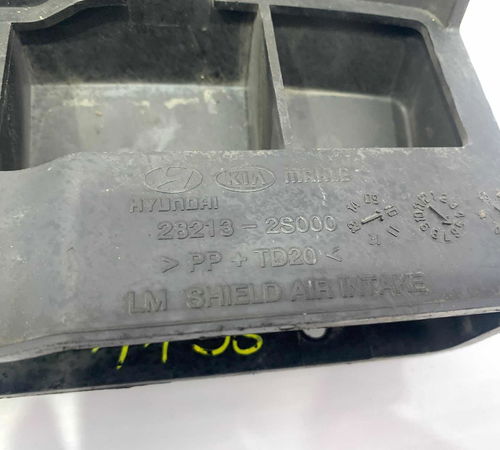 KIA MAHLE
HYUNDAI
28213-2S000
> PP + TD20 <
LM SHIELD AIR INTAKE